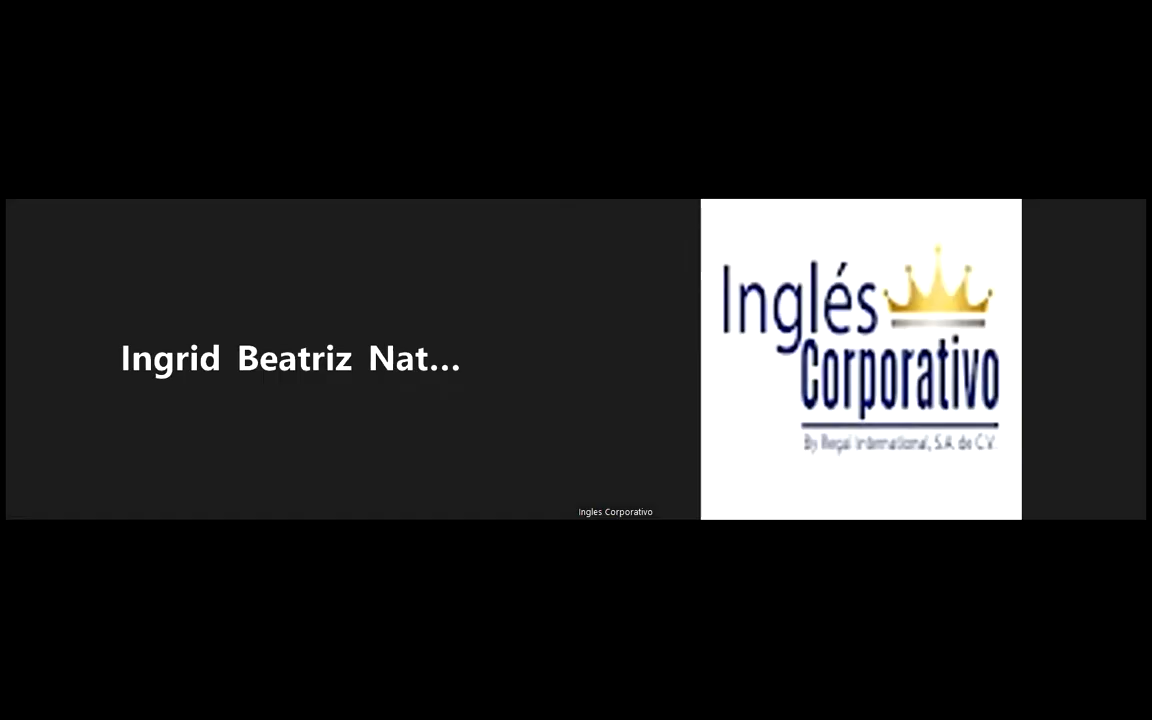 Ingrid Beatriz Nat...
Inglés
Corporativo
By Regal International, S.A. de C.V.
Ingles Corporativo